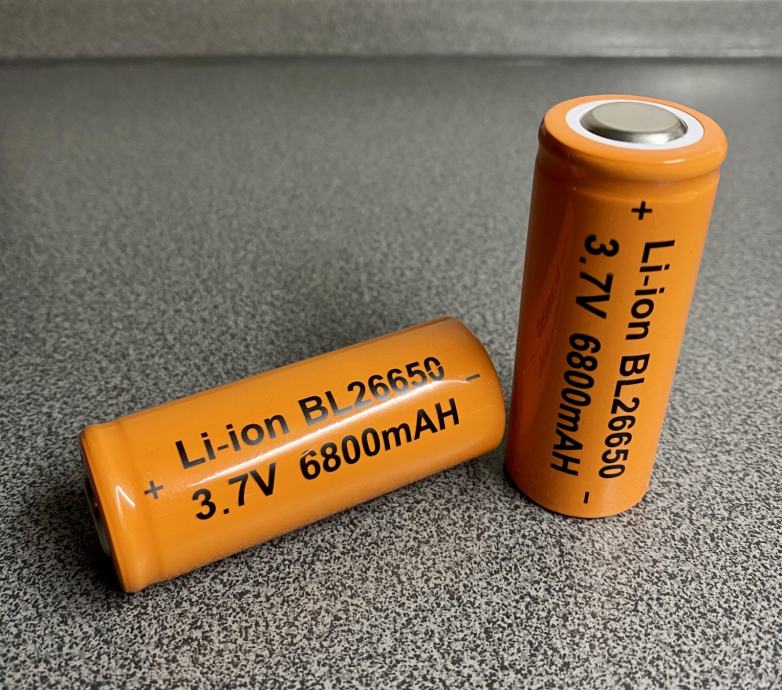 + Li-ion BL26650 -
3.7V 6800mAH
+ Li-ion BL26650
3.7V 6800mAH -